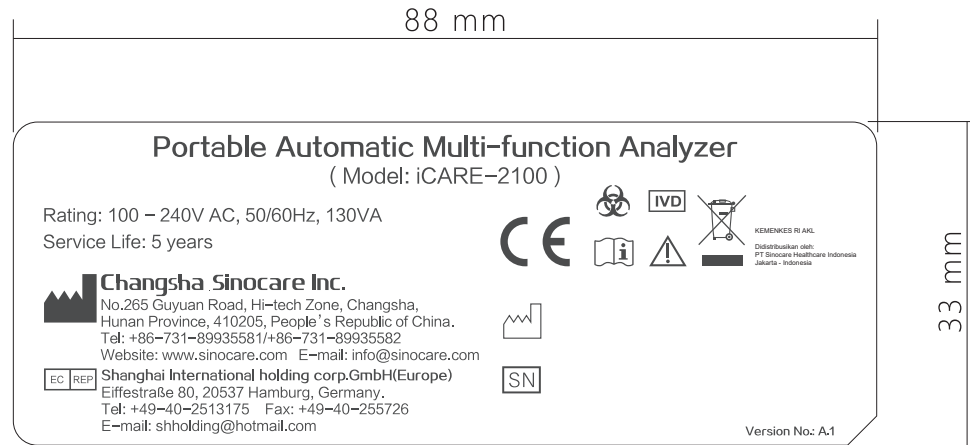 88 mm
Portable Automatic Multi-function Analyzer
( Model: iCARE-2100 )
Rating: 100 - 240V AC, 50/60Hz, 130VA
Service Life: 5 years
IVD
KEMENKES RI AKL
Didistribusikan oleh:
PT Sinocare Healthcare Indonesia
Jakarta - Indonesia
Changsha Sinocare Inc.
No.265 Guyuan Road, Hi-tech Zone, Changsha,
Hunan Province, 410205, People's Republic of China.
Tel: +86-731-89935581/+86-731-89935582
Website: www.sinocare.com E-mail: info@sinocare.com
EC REP
Shanghai International holding corp.GmbH(Europe)
Eiffestraße 80, 20537 Hamburg, Germany.
Tel: +49-40-2513175 Fax: +49-40-255726
E-mail: shholding@hotmail.com
CE
i
SN
Version No.: A.1
33 mm